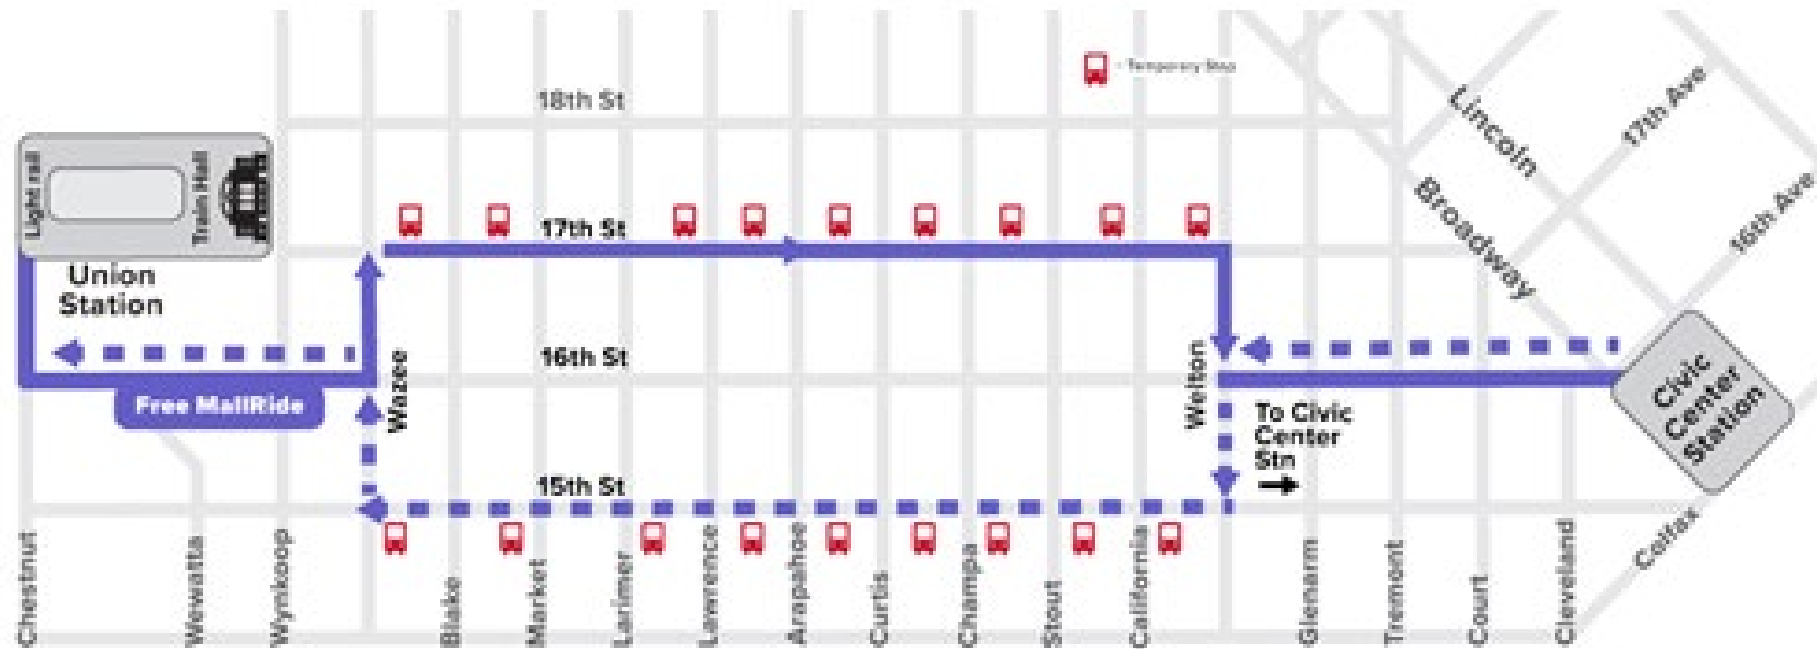 - Temporary Stop
18th St
Lincoln
17th Ave
Light rail
Train Hall
Broadway
16th Ave
17th St
Union
Station
16th St
Wazee
Welton
Free MallRide
To Civic
Center
Stn
Civic
Center
Station
15th St
Chestnut
Wewatta
Wynkoop
Blake
Market
Larimer
Lawrence
Arapahoe
Curtis
Champa
Stout
California
Glenarm
Tremont
Court
Cleveland
Colfax